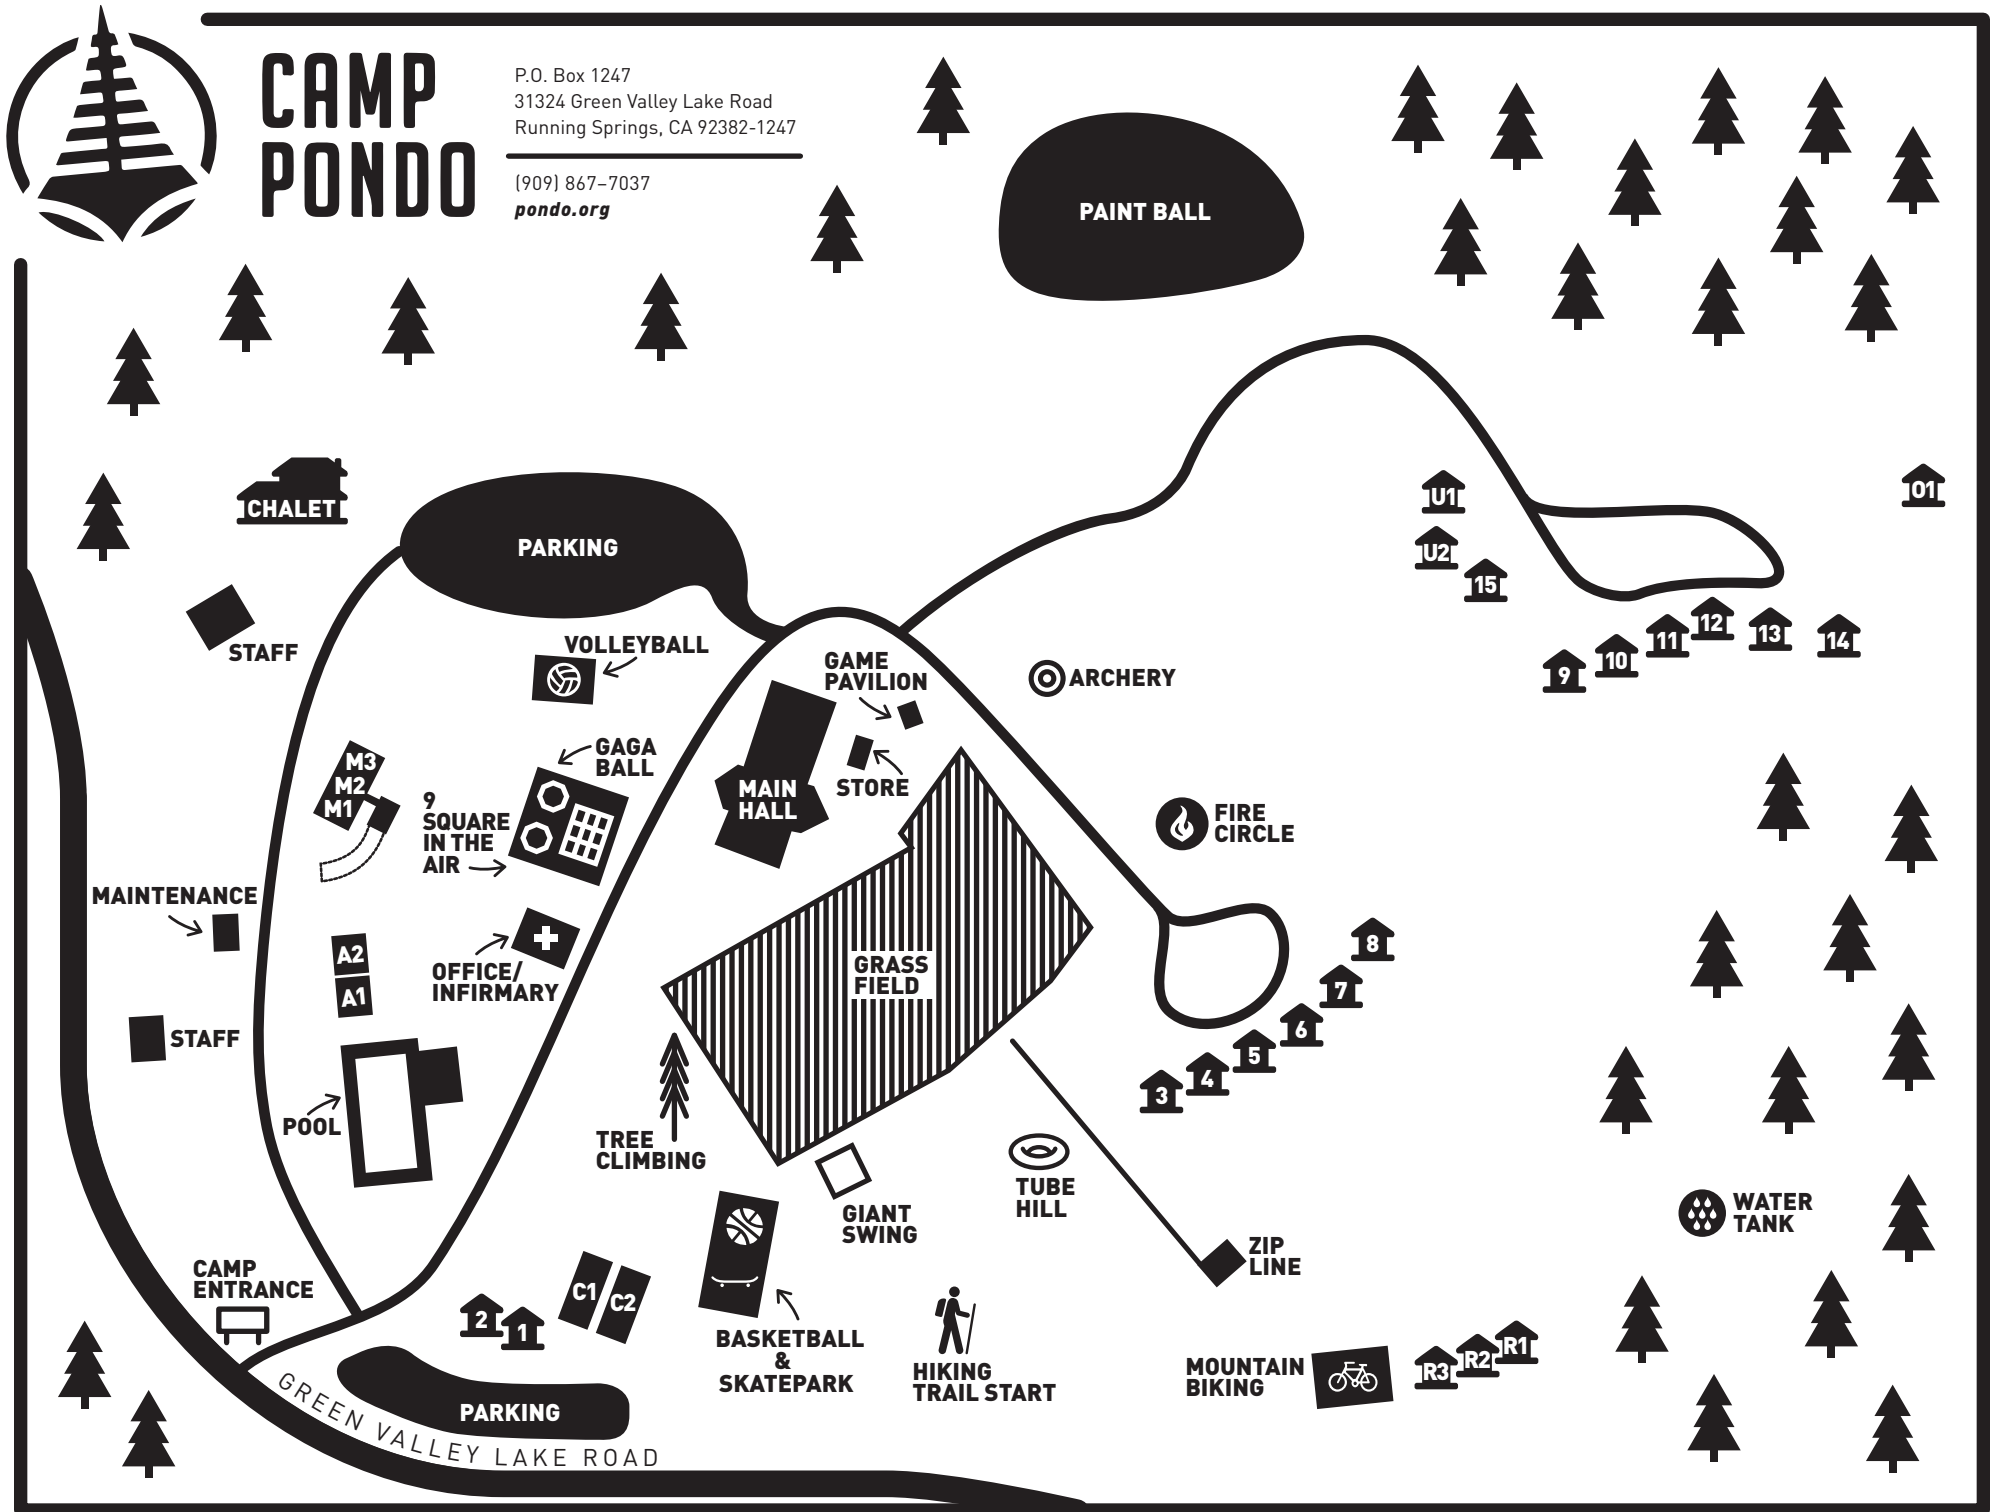 CAMP
PONDO
P.O. Box 1247
31324 Green Valley Lake Road
Running Springs, CA 92382-1247
(909) 867–7037
pondo.org
PAINT BALL
CHALET
PARKING
U1
O1
U2
15
STAFF
VOLLEYBALL
GAME
PAVILION
ARCHERY
12
11
13
14
10
9
M3
M2
M1
GAGA
BALL
9
SQUARE
IN THE
AIR
MAIN
HALL
STORE
FIRE
CIRCLE
MAINTENANCE
A2
A1
OFFICE/
INFIRMARY
GRASS
FIELD
8
7
6
5
4
3
STAFF
POOL
TREE
CLIMBING
TUBE
HILL
GIANT
SWING
WATER
TANK
ZIP
LINE
CAMP
ENTRANCE
C1
C2
2
1
BASKETBALL
&
SKATEPARK
HIKING
TRAIL START
MOUNTAIN
BIKING
R3
R2
R1
PARKING
GREEN VALLEY LAKE ROAD